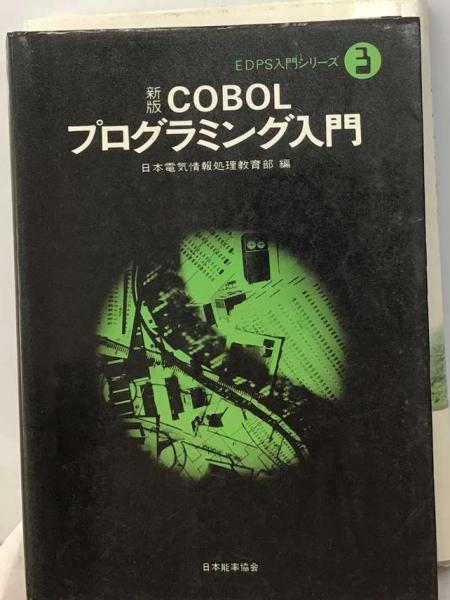 EDPS入門シリーズ 3
新版 COBOL
プログラミング入門
日本電気情報処理教育部 編
日本能率協会